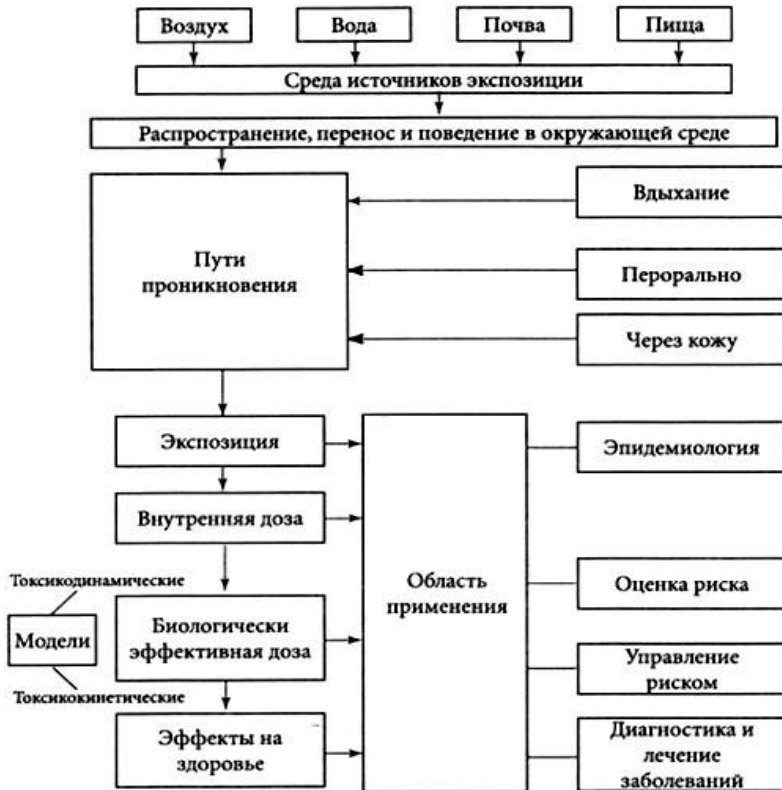 Воздух
Вода
Почва
Пища
Среда источников экспозиции
Распространение, перенос и поведение в окружающей среде
Пути
проникновения
Вдыхание
Перорально
Через кожу
Экспозиция
Внутренняя доза
Токсикодинамические
Модели
Токсикокинетические
Биологически
эффективная доза
Эффекты на
здоровье
Область
применения
Эпидемиология
Оценка риска
Управление
риском
Диагностика и
лечение
заболеваний